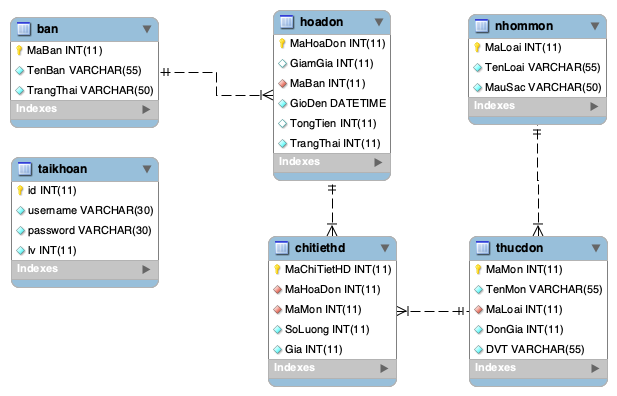 ban
MaBan INT(11)
TenBan VARCHAR(55)
TrangThai VARCHAR(50)
Indexes
hoadon
MaHoaDon INT(11)
GiamGia INT(11)
MaBan INT(11)
GioDen DATETIME
TongTien INT(11)
TrangThai INT(11)
Indexes
nhommon
MaLoai INT(11)
TenLoai VARCHAR(55)
MauSac VARCHAR(50)
Indexes
taikhoan
id INT(11)
username VARCHAR(30)
password VARCHAR(30)
lv INT(11)
Indexes
chitiethd
MaChiTietHD INT(11)
MaHoaDon INT(11)
MaMon INT(11)
SoLuong INT(11)
Gia INT(11)
Indexes
thucdon
MaMon INT(11)
TenMon VARCHAR(55)
MaLoai INT(11)
DonGia INT(11)
DVT VARCHAR(55)
Indexes